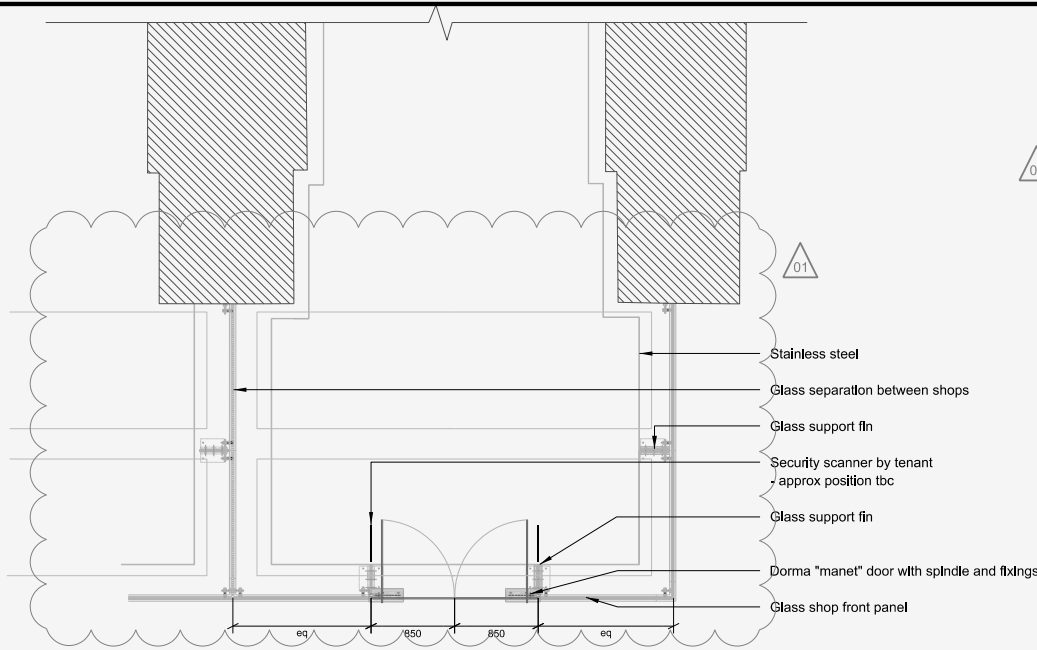 01
Stainless steel
Glass separation between shops
Glass support fin
Security scanner by tenant
- approx position tbc
Glass support fin
Dorma "manet" door with spindle and fixings
Glass shop front panel
eq
850
850
eq